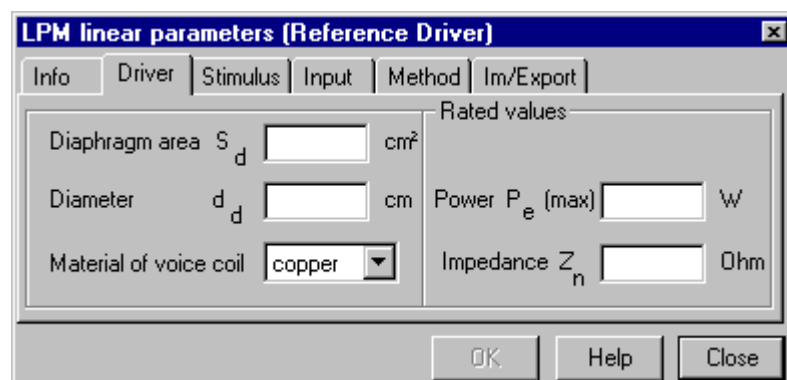 LPM linear parameters (Reference Driver)
Info Driver Stimulus Input Method Im/Export
Diaphragm area S d cm²
Diameter d d cm
Material of voice coil copper
Rated values
Power P e (max) W
Impedance Z n Ohm
OK Help Close